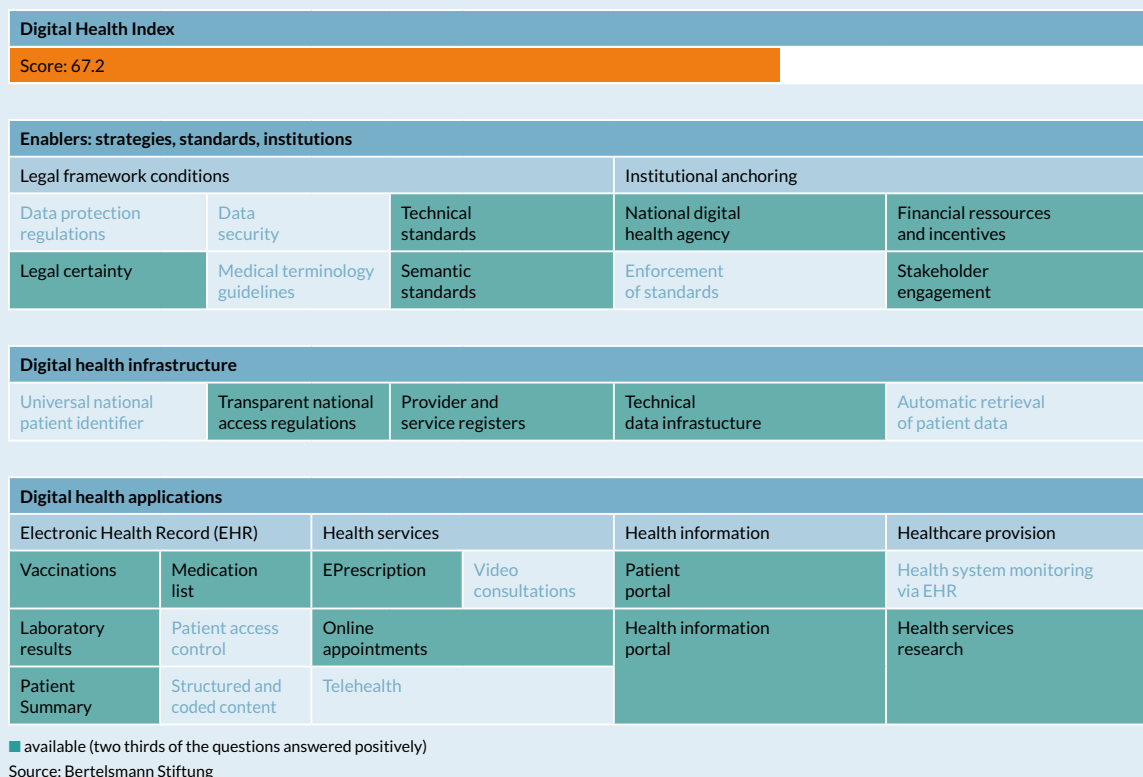 Digital Health Index
Score: 67.2
Enablers: strategies, standards, institutions
Legal framework conditions
Institutional anchoring
Data protection
regulations
Data
security
Technical
standards
National digital
health agency
Financial ressources
and incentives
Legal certainty
Medical terminology
guidelines
Semantic
standards
Enforcement
of standards
Stakeholder
engagement
Digital health infrastructure
Universal national
patient identifier
Transparent national
access regulations
Provider and
service registers
Technical
data infrastucture
Automatic retrieval
of patient data
Digital health applications
Electronic Health Record (EHR)
Health services
Health information
Healthcare provision
Vaccinations
Medication
list
EPrescription
Video
consultations
Patient
portal
Health system monitoring
via EHR
Laboratory
results
Patient access
control
Online
appointments
Health information
portal
Health services
research
Patient
Summary
Structured and
coded content
Telehealth
available (two thirds of the questions answered positively)
Source: Bertelsmann Stiftung